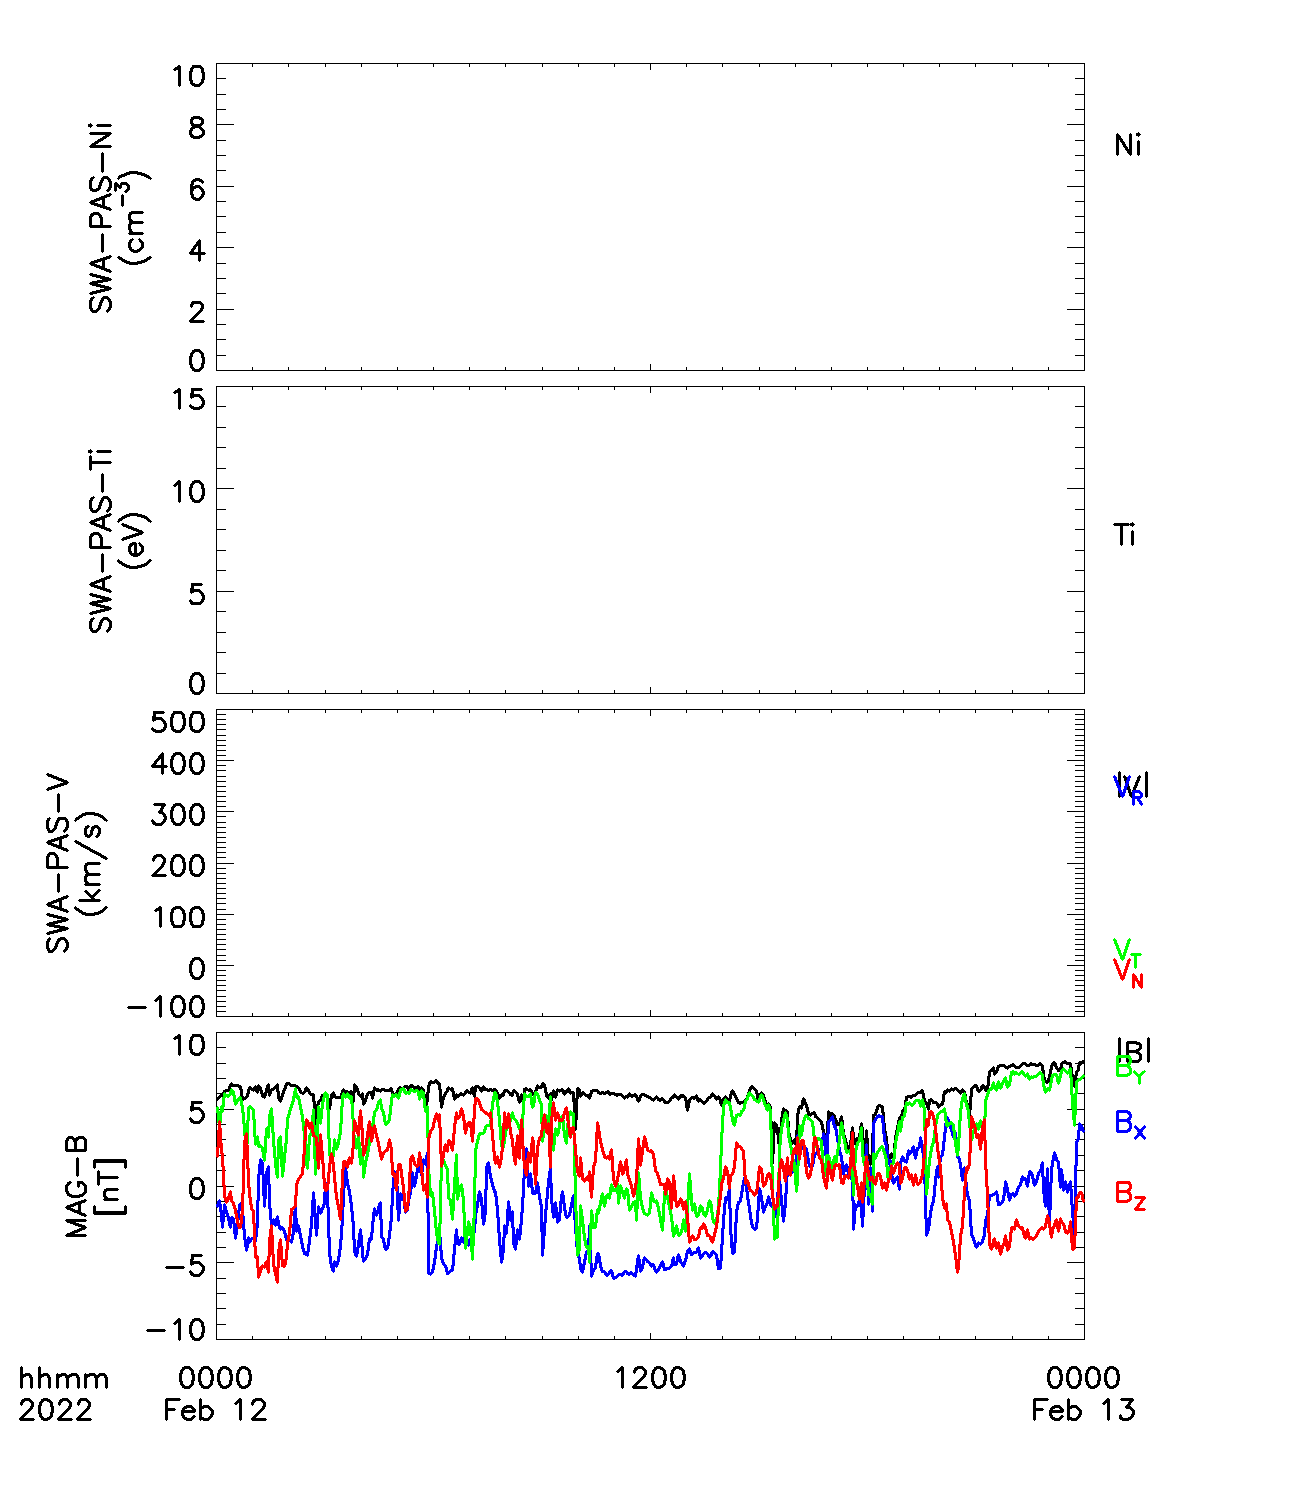 SWA-PAS-Ni
(cm⁻³)
10
8
6
4
2
0
Ni
SWA-PAS-Ti
(eV)
15
10
5
0
Ti
SWA-PAS-V
(km/s)
500
400
300
200
100
0
-100
|V|
V_R
V_T
V_N
MAG-B
[nT]
10
5
0
-5
-10
|B|
B_Y
B_X
B_Z
hhmm 0000 1200 0000
2022 Feb 12 Feb 13